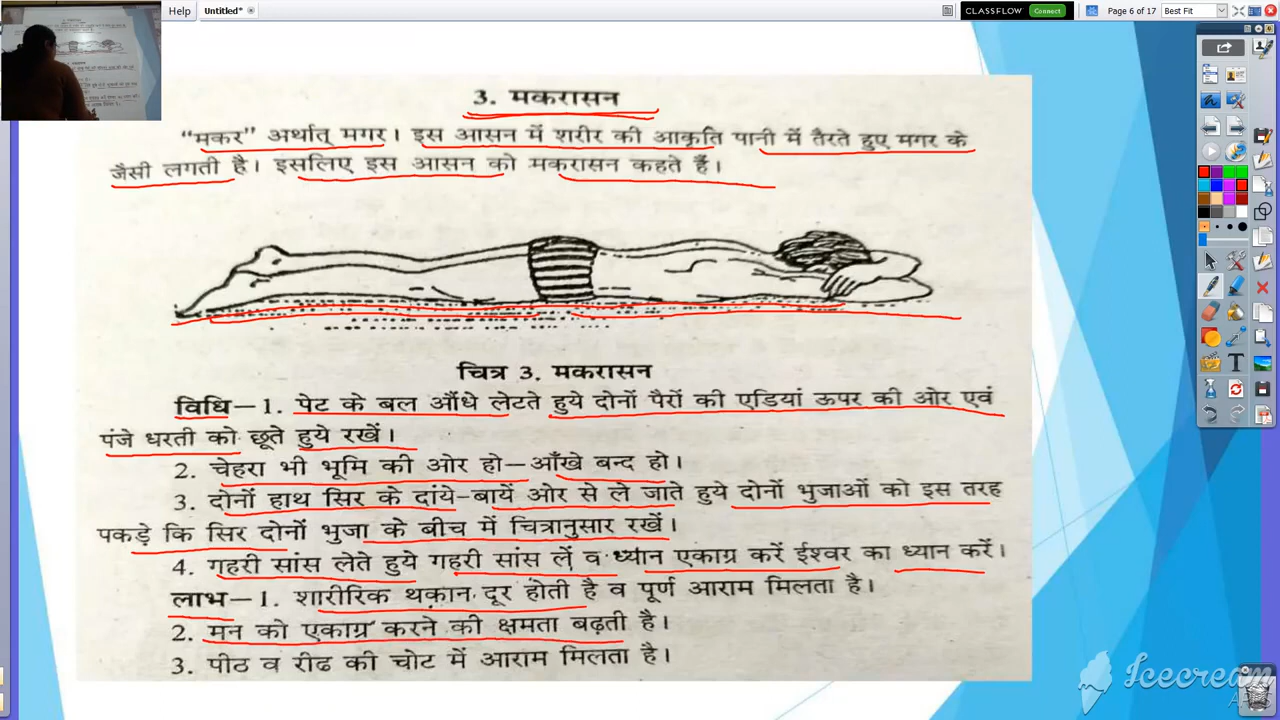 Help
Untitled*
CLASSFLOW Connect
Page 6 of 17
Best Fit
3. मकरासन
“मकर” अर्थात् मगर। इस आसन में शरीर की आकृति पानी में तैरते हुए मगर के
जैसी लगती है। इसलिए इस आसन को मकरासन कहते हैं।
चित्र 3. मकरासन
विधि–1. पेट के बल औंधे लेटते हुये दोनों पैरों की एडियां ऊपर की ओर एवं
पंजे धरती को छूते हुये रखें।
2. चेहरा भी भूमि की ओर हो–आँखे बन्द हो।
3. दोनों हाथ सिर के दांये–बायें ओर से ले जाते हुये दोनों भुजाओं को इस तरह
पकड़े कि सिर दोनों भुजा के बीच में चित्रानुसार रखें।
4. गहरी सांस लेते हुये गहरी सांस लें व ध्यान एकाग्र करें ईश्वर का ध्यान करें।
लाभ–1. शारीरिक थकान दूर होती है व पूर्ण आराम मिलता है।
2. मन को एकाग्र करने की क्षमता बढ़ती है।
3. पीठ व रीढ की चोट में आराम मिलता है।
Icecream
APPS